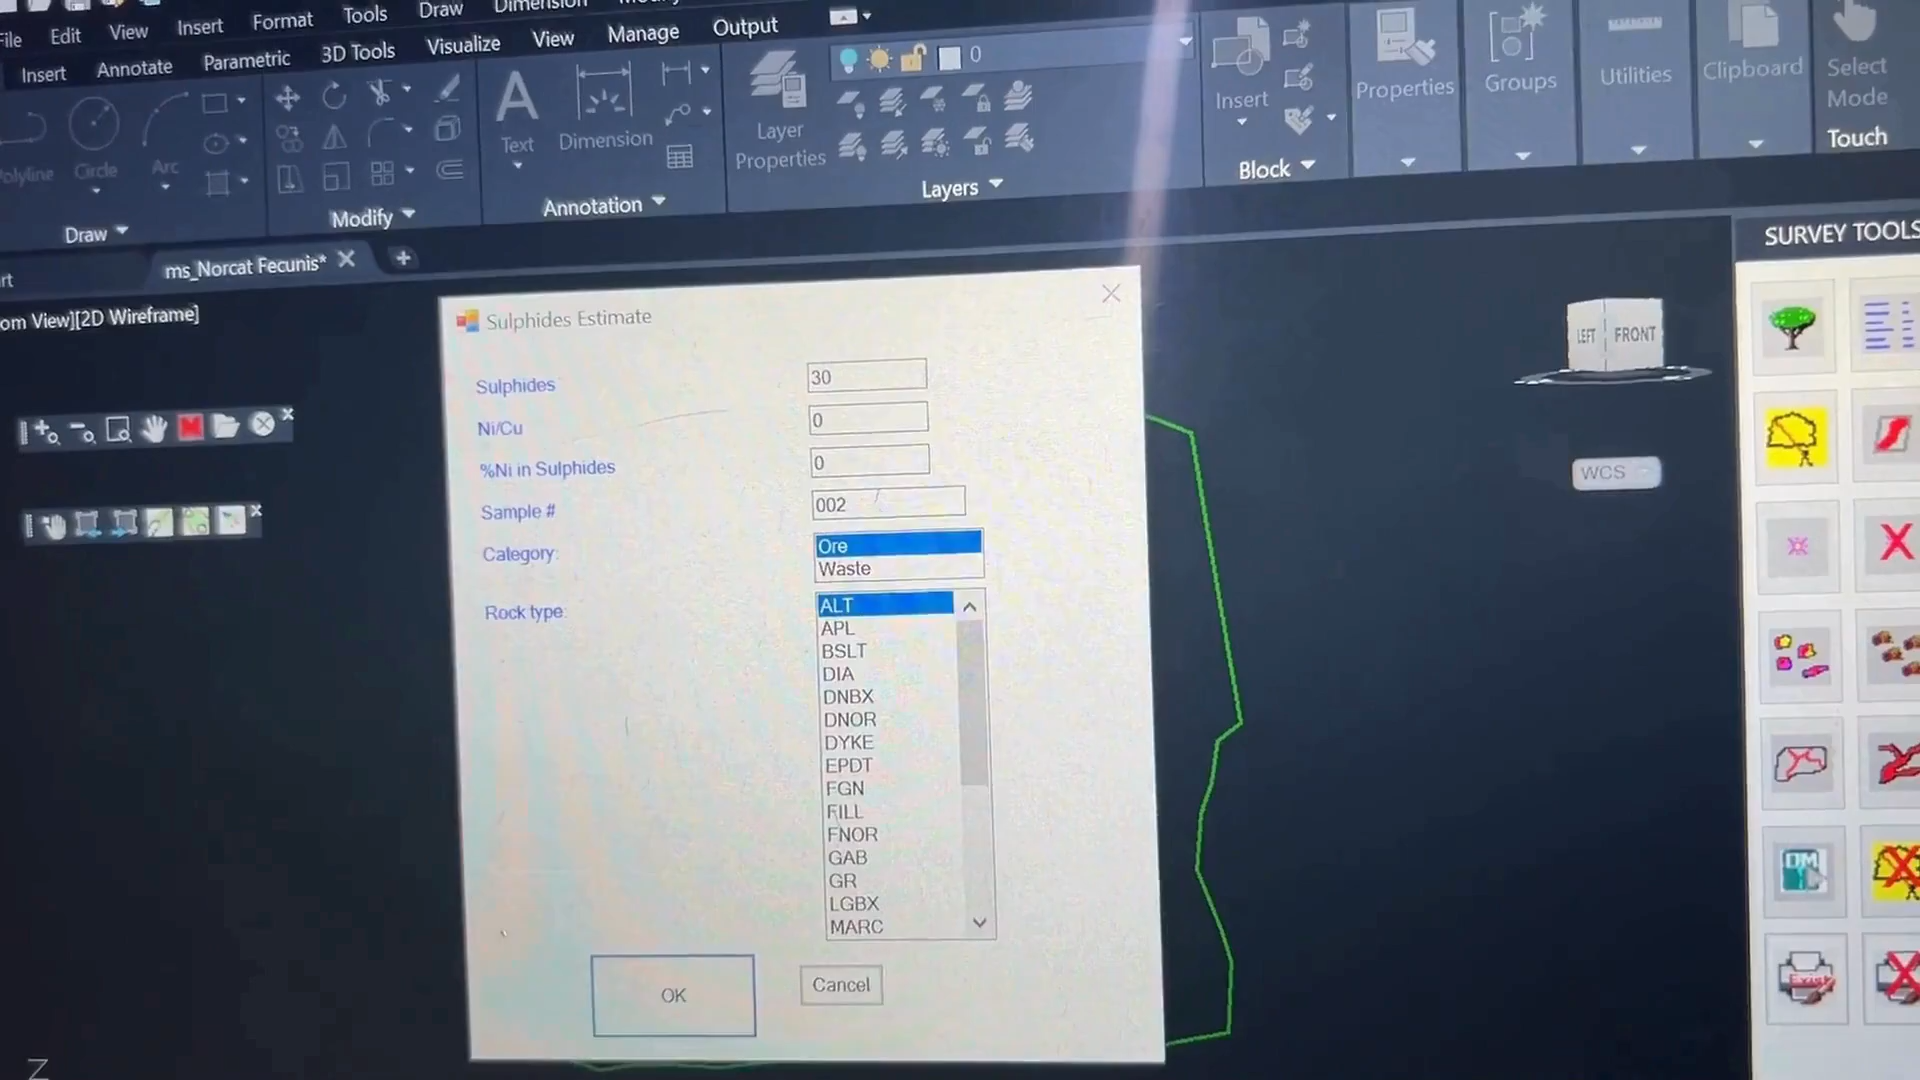 File Edit View Insert Format Tools Draw Dimension
Insert Annotate Parametric 3D Tools Visualize View Manage Output
0
Polyline
Circle
Arc
Text
Dimension
Layer
Properties
Insert
Properties
Groups
Utilities
Clipboard
Select
Mode
Touch
Draw
Modify
Annotation
Layers
Block
ms_Norcat Fecunis*
om View][2D Wireframe]
SURVEY TOOLS
LEFT
FRONT
WCS
Sulphides Estimate
Sulphides 30
Ni/Cu 0
%Ni in Sulphides 0
Sample # 002
Category: Ore
Waste
Rock type: ALT
APL
BSLT
DIA
DNBX
DNOR
DYKE
EPDT
FGN
FILL
FNOR
GAB
GR
LGBX
MARC
OK
Cancel
DM
Exist
Z